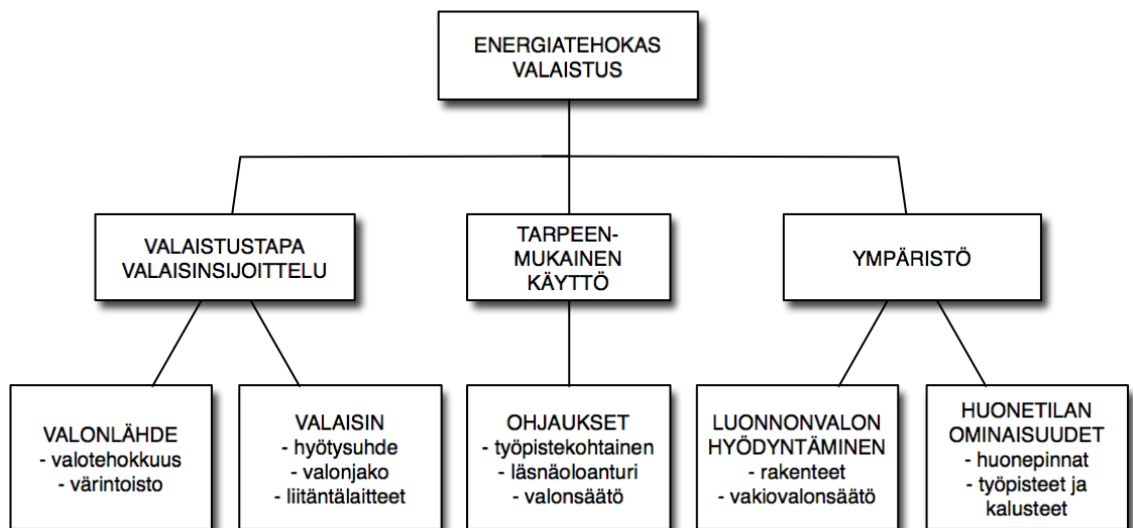 ENERGIATEHOKAS
VALAISTUS
VALAISTUSTAPA
VALAISINSIJOITTELU
TARPEEN-
MUKAINEN
KÄYTTÖ
YMPÄRISTÖ
VALONLÄHDE
- valotehokkuus
- värintoisto
VALAISIN
- hyötysuhde
- valonjako
- liitäntälaitteet
OHJAUKSET
- työpistekohtainen
- läsnäoloanturi
- valonsäätö
LUONNONVALON
HYÖDYNTÄMINEN
- rakenteet
- vakiovalonsäätö
HUONETILAN
OMINAISUUDET
- huonepinnat
- työpisteet ja
kalusteet